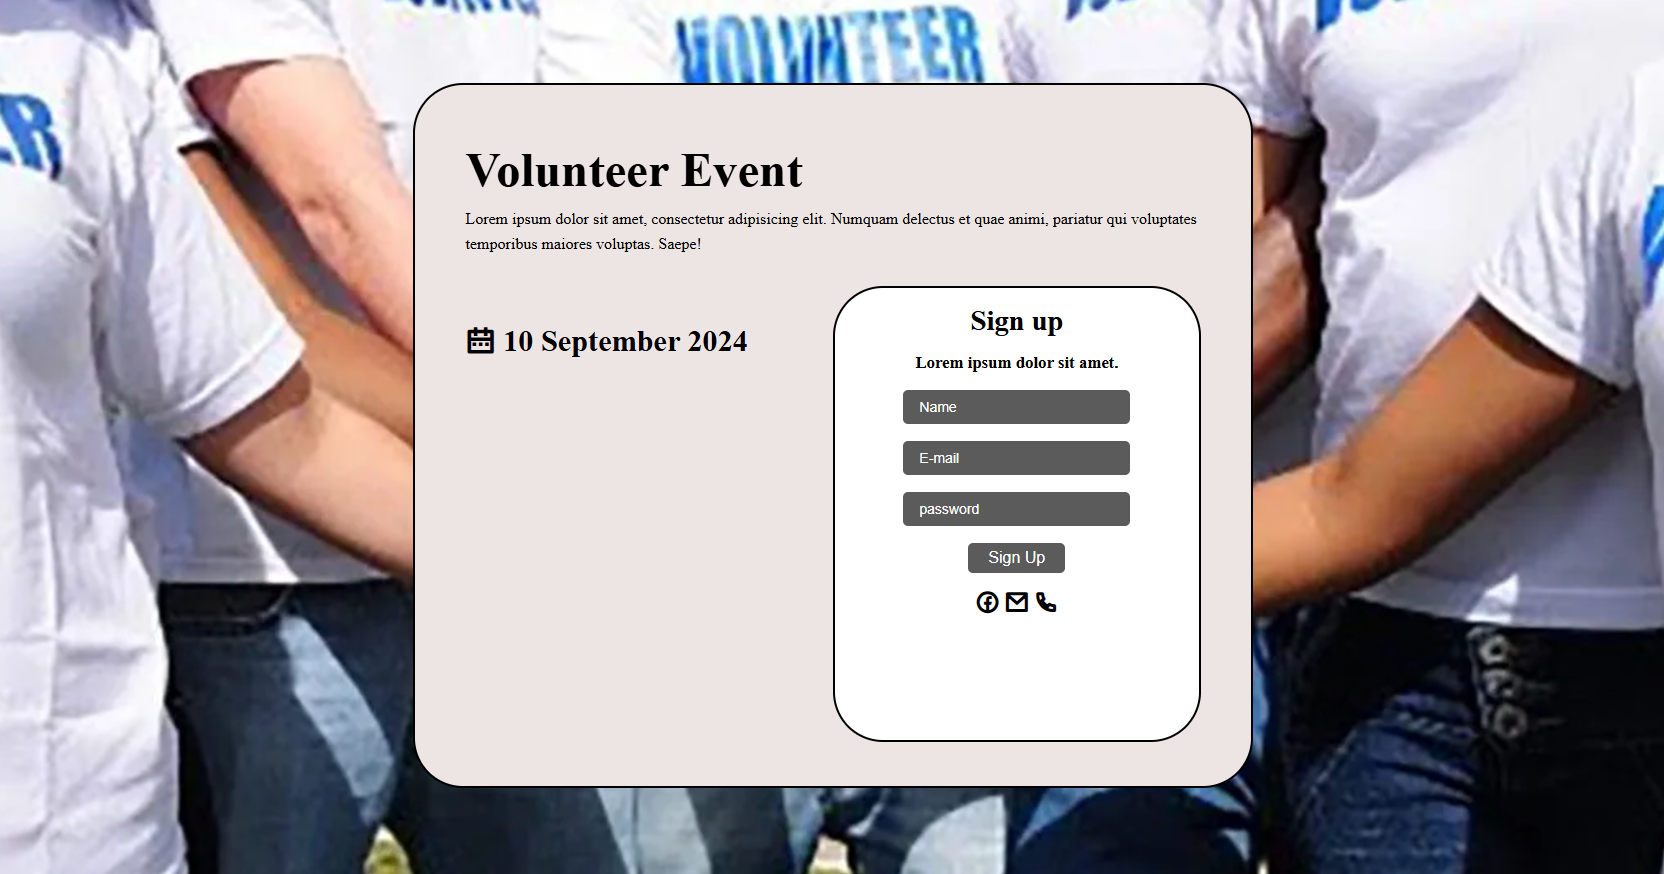 VOLUNTEER
ER
Volunteer Event
Lorem ipsum dolor sit amet, consectetur adipisicing elit. Numquam delectus et quae animi, pariatur qui voluptates
temporibus maiores voluptas. Saepe!
10 September 2024
Sign up
Lorem ipsum dolor sit amet.
Name
E-mail
password
Sign Up